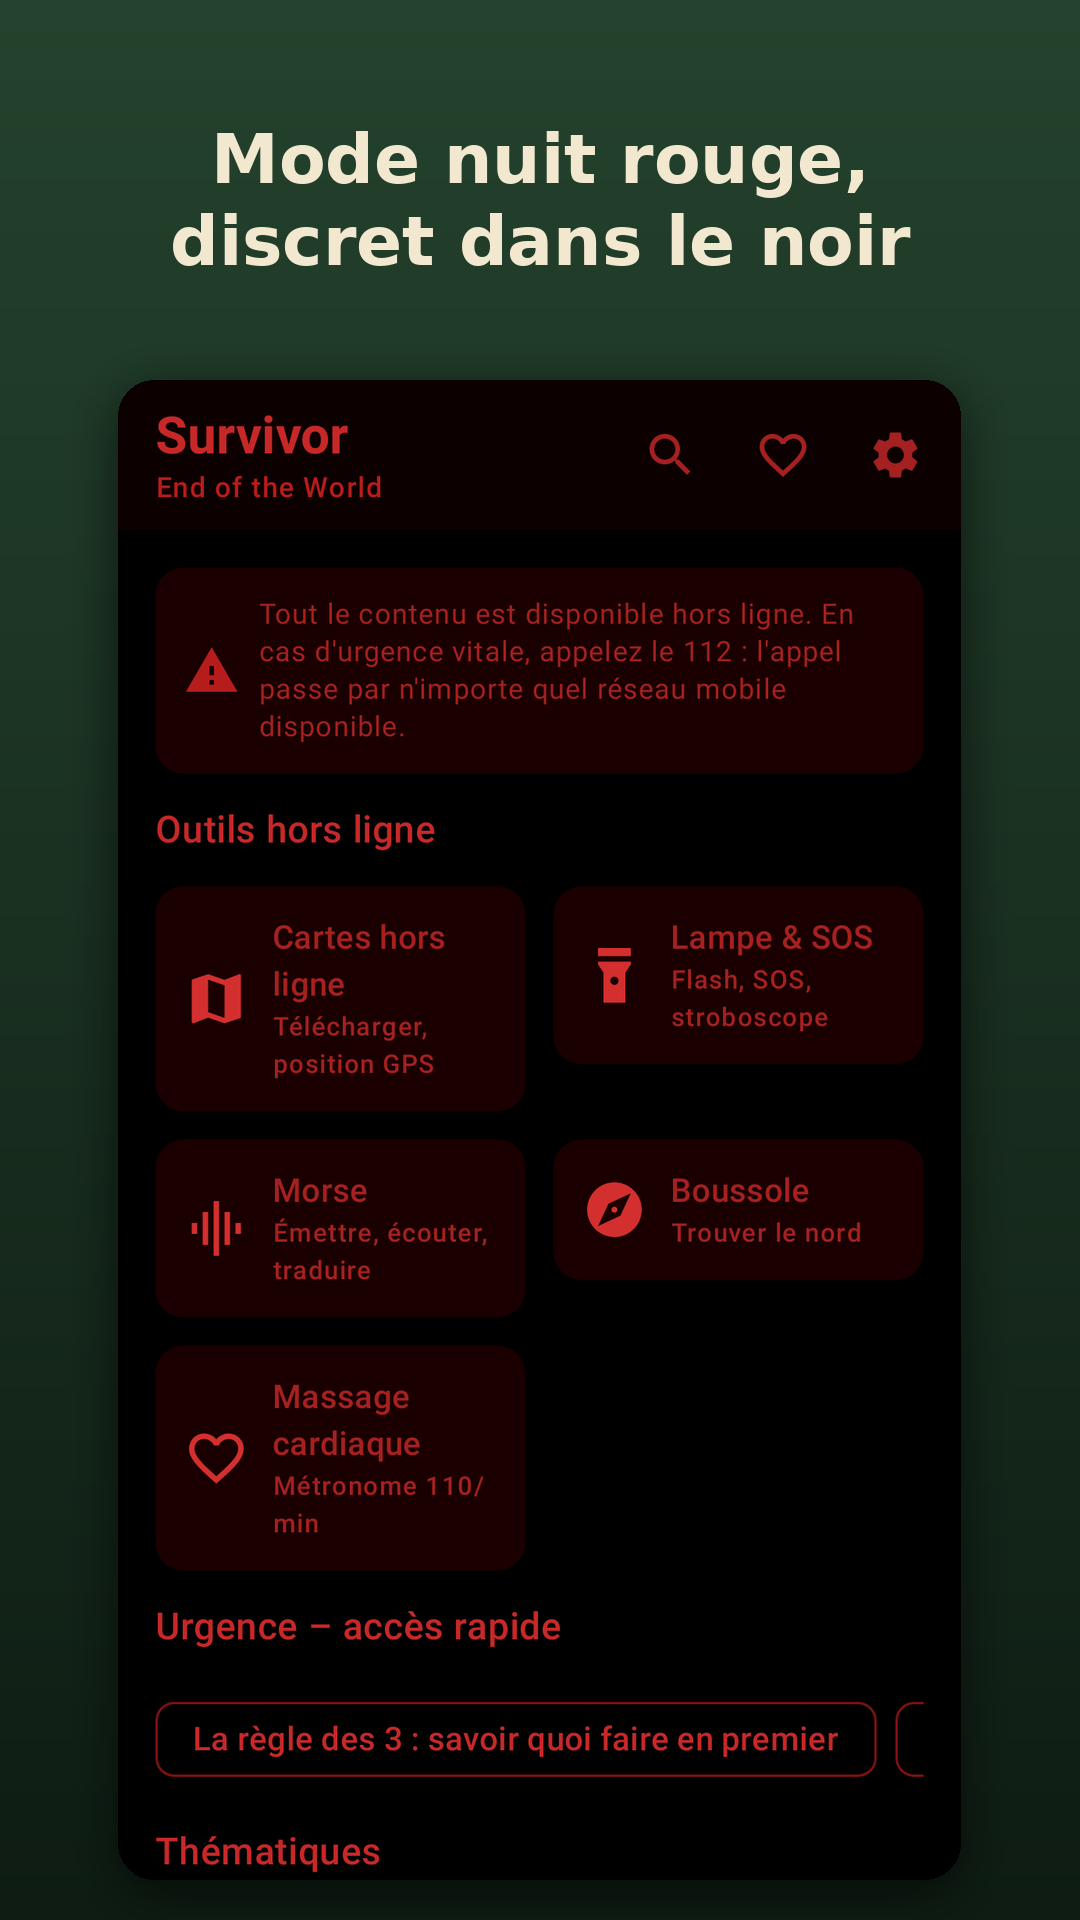 Mode nuit rouge,
discret dans le noir
Survivor
End of the World
Tout le contenu est disponible hors ligne. En
cas d'urgence vitale, appelez le 112 : l'appel
passe par n'importe quel réseau mobile
disponible.
Outils hors ligne
Cartes hors
ligne
Télécharger,
position GPS
Lampe & SOS
Flash, SOS,
stroboscope
Morse
Émettre, écouter,
traduire
Boussole
Trouver le nord
Massage
cardiaque
Métronome 110/
min
Urgence – accès rapide
La règle des 3 : savoir quoi faire en premier
Thématiques